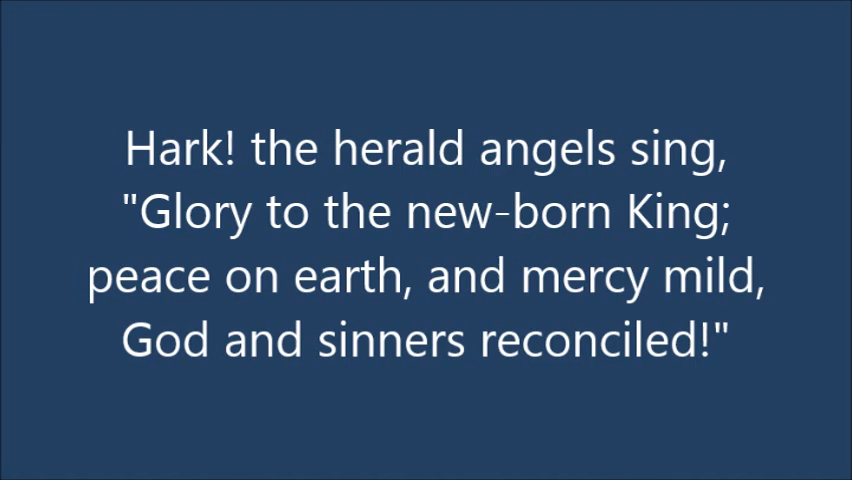 Hark! the herald angels sing,
"Glory to the new-born King;
peace on earth, and mercy mild,
God and sinners reconciled!"